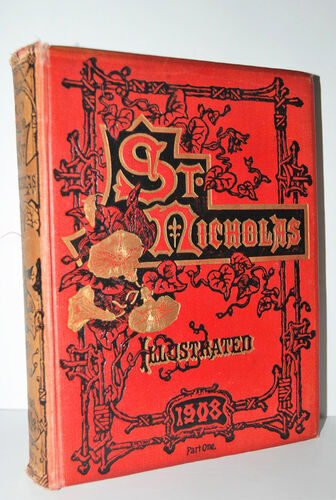 St.
Nicholas
Illustrated
1908
Part One.